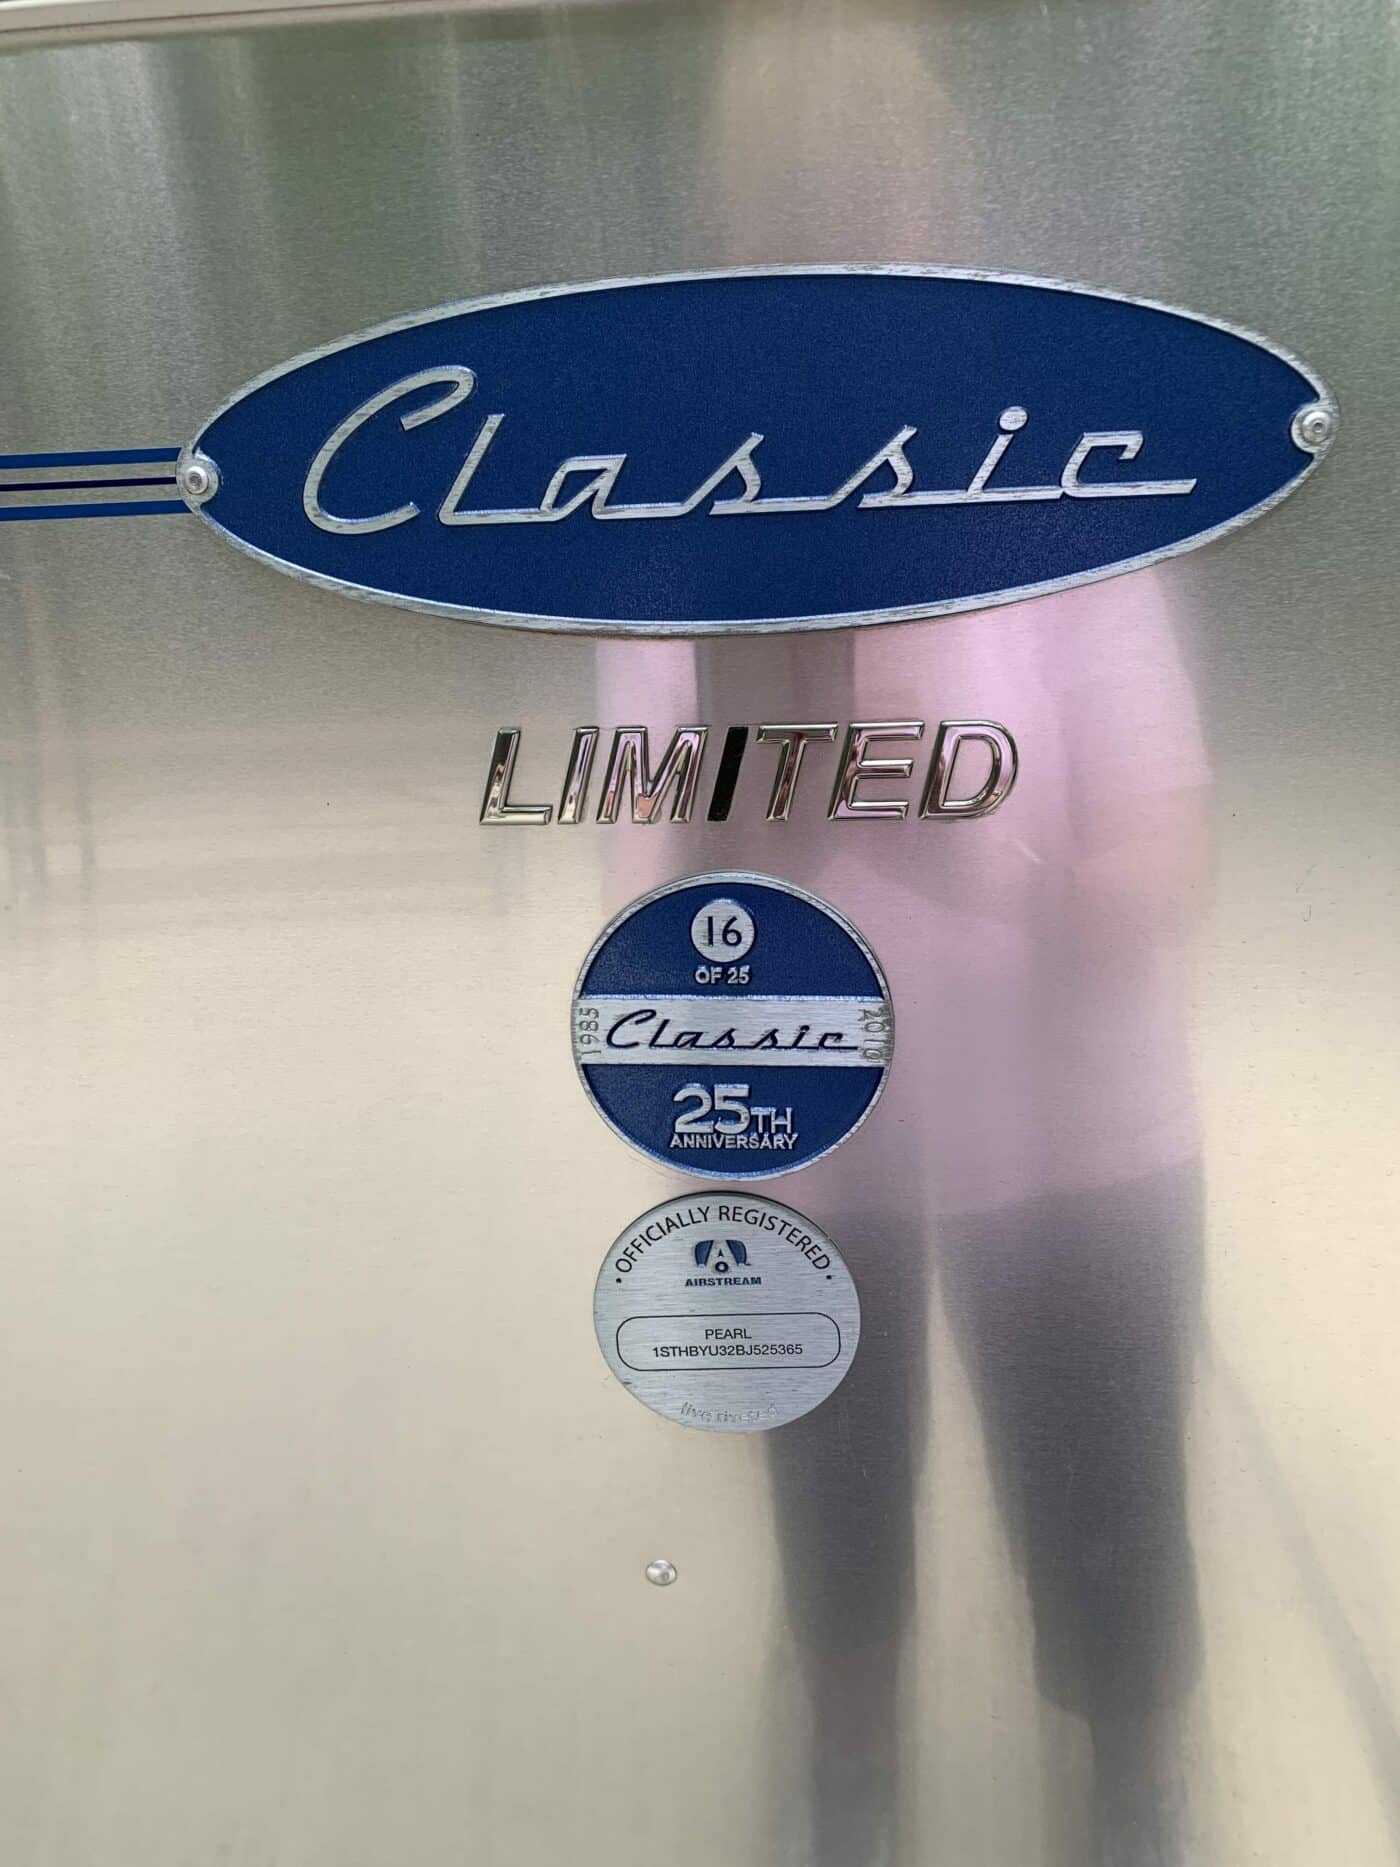 Classic
LIMITED
16
OF 25
1985
Classic
2010
25TH
ANNIVERSARY
• OFFICIALLY REGISTERED •
AIRSTREAM
PEARL
1STHBYU32BJ525365